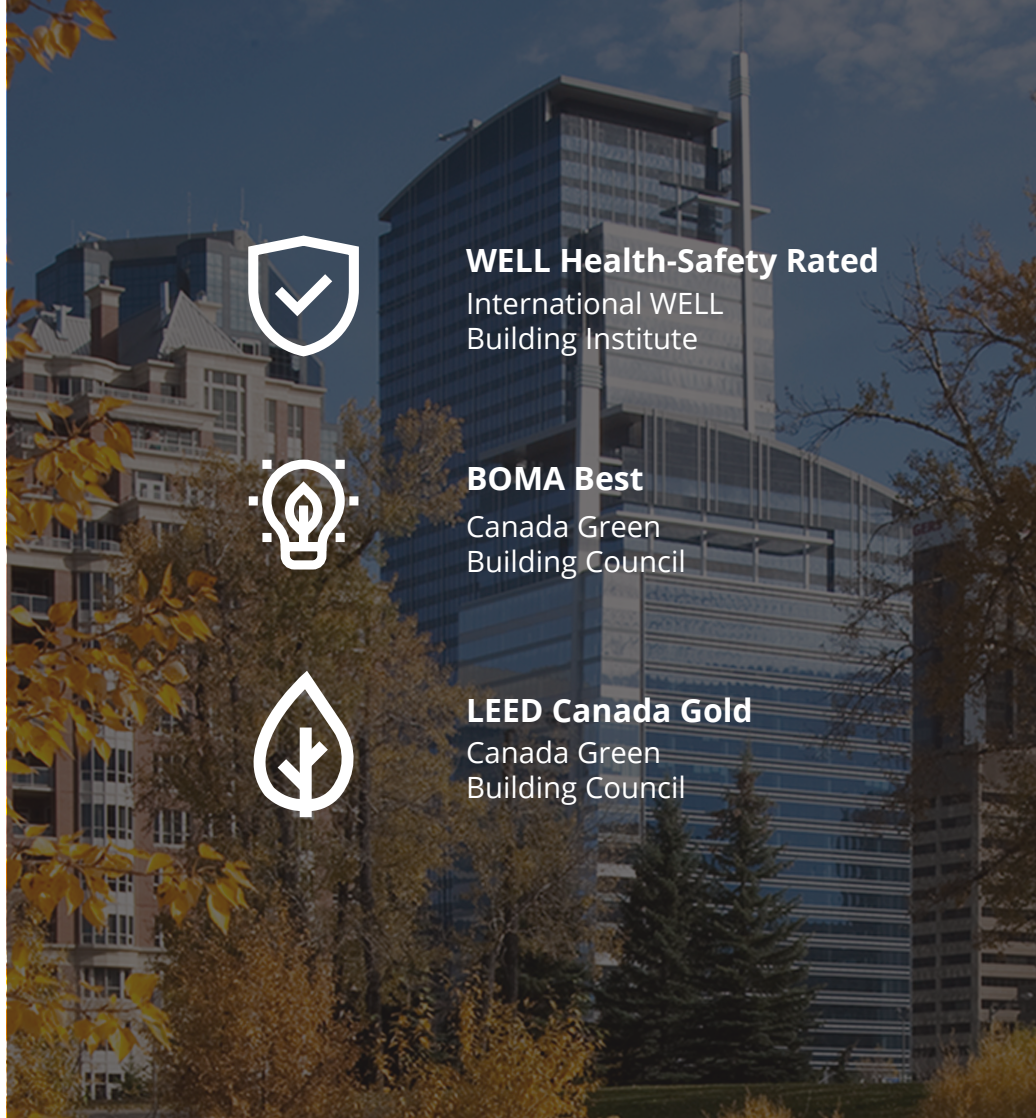 WELL Health-Safety Rated
International WELL
Building Institute
BOMA Best
Canada Green
Building Council
LEED Canada Gold
Canada Green
Building Council